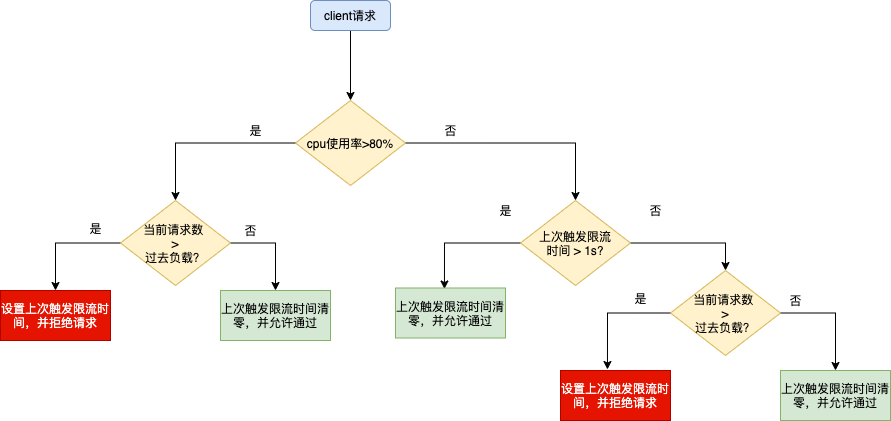 client请求
是
否
cpu使用率>80%
是
当前请求数
>
过去负载?
否
是
上次触发限流
时间 > 1s?
否
设置上次触发限流时
间，并拒绝请求
上次触发限流时间清
零，并允许通过
上次触发限流时间清
零，并允许通过
是
当前请求数
>
过去负载?
否
设置上次触发限流时
间，并拒绝请求
上次触发限流时间清
零，并允许通过